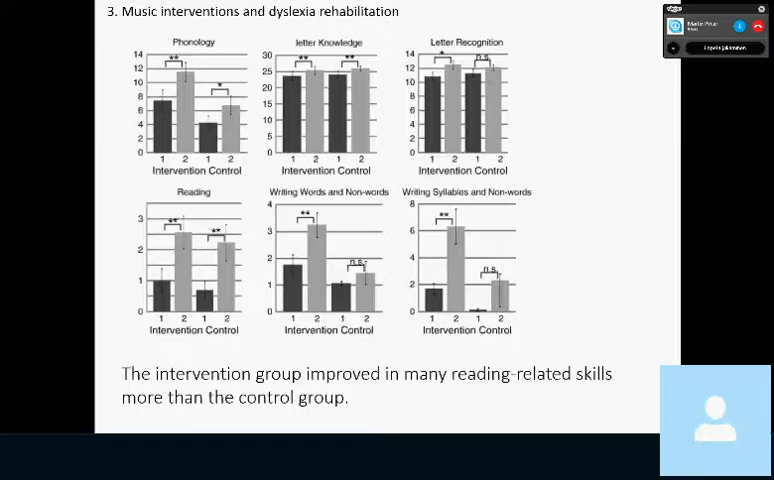 3. Music interventions and dyslexia rehabilitation
Phonology
14
12
10
8
6
4
2
0
**
*
1 2 1 2
Intervention Control
letter Knowledge
30
25
20
15
10
5
0
**
**
1 2 1 2
Intervention Control
Letter Recognition
14
12
10
8
6
4
2
0
*
n.s.
1 2 1 2
Intervention Control
Reading
3
2
1
0
**
**
1 2 1 2
Intervention Control
Writing Words and Non-words
4
3
2
1
0
**
n.s.
1 2 1 2
Intervention Control
Writing Syllables and Non-words
8
6
4
2
0
**
n.s.
1 2 1 2
Intervention Control
The intervention group improved in many reading-related skills
more than the control group.